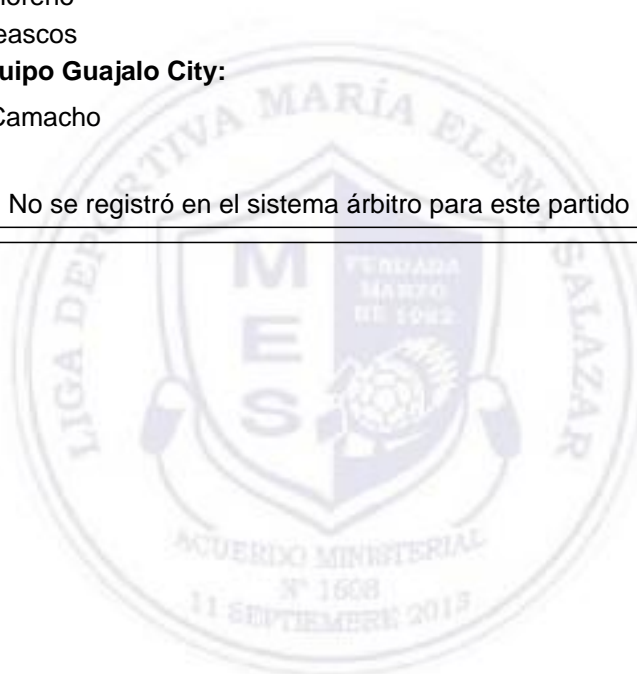 oreno
eascos
uipo Guajalo City:
Camacho
No se registró en el sistema árbitro para este partido
LIGA DEPORTIVA MARÍA ELENA SALAZAR
M
E
S
FUNDADA
MARZO
DE 1982
ACUERDO MINISTERIAL
N° 1608
11 SEPTIEMBRE 2013